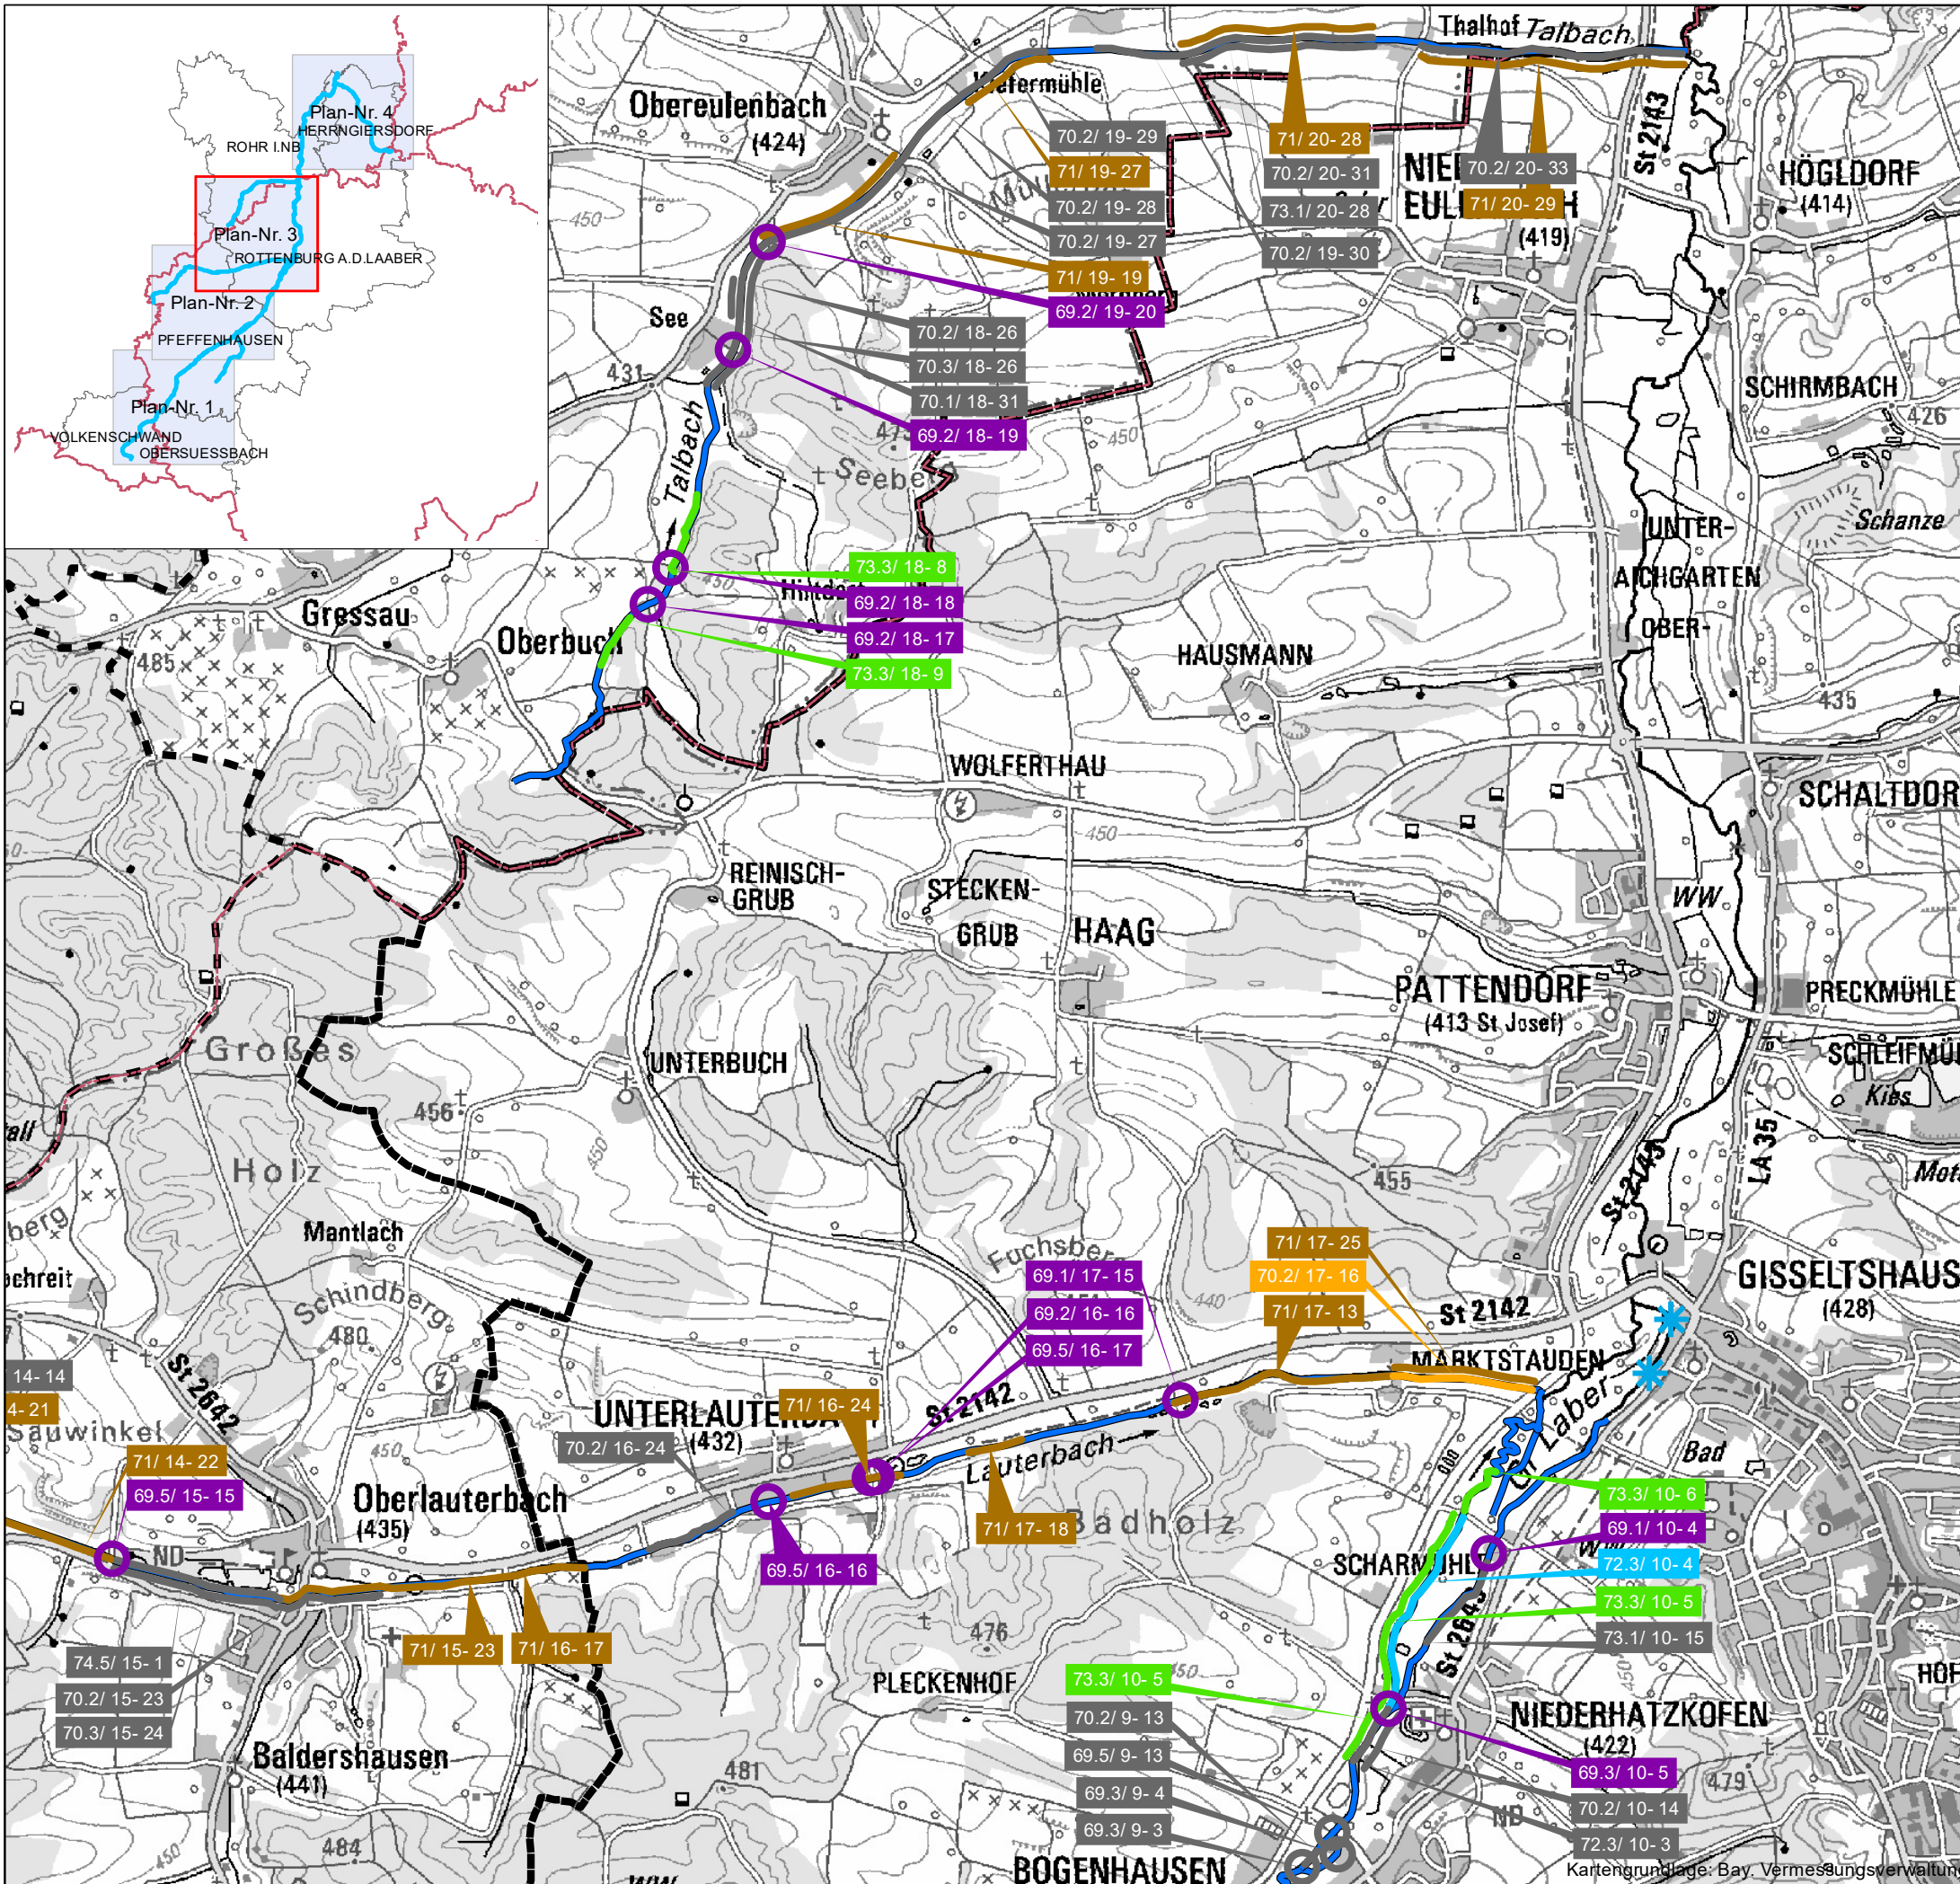 Plan-Nr. 4
HERRNGIERSDORF
ROHR I.NB
Plan-Nr. 3
ROTTENBURG A.D.LAABER
Plan-Nr. 2
PFEFFENHAUSEN
Plan-Nr. 1
VOLKENSCHWAND
OBERSUESSBACH
Thalhof Talbach
Obereulenbach
(424)
70.2/ 19- 29
71/ 19- 27
70.2/ 19- 28
70.2/ 19- 27
71/ 19- 19
69.2/ 19- 20
71/ 20- 28
70.2/ 20- 31
73.1/ 20- 28
70.2/ 19- 30
70.2/ 20- 33
71/ 20- 29
(419)
St 2143
HÖGLDORF
(414)
450
See
431
70.2/ 18- 26
70.3/ 18- 26
70.1/ 18- 31
69.2/ 18- 19
450
Talbach
SCHIRMBACH
426
Schanze
UNTER-
AICHGARTEN
OBER-
73.3/ 18- 8
69.2/ 18- 18
69.2/ 18- 17
73.3/ 18- 9
450
Gressau
485
Oberbuch
HAUSMANN
435
WOLFERTHAU
450
SCHALTDOR
REINISCH-
GRUB
STECKEN-
GRUB
HAAG
WW
PATTENDORF
(413 St Josef)
PRECKMÜHLE
SCHLEIFMÜ
Kies
Großes
Holz
UNTERBUCH
456
450
455
St 2143
LA 35
Mantlach
Schindberg
480
Fuchsberg
440
71/ 17- 25
70.2/ 17- 16
71/ 17- 13
69.1/ 17- 15
69.2/ 16- 16
69.5/ 16- 17
St 2142
MARKTSTAUDEN
GISSELTSHAUS
(428)
14- 14
4- 21
Sauwinkel
St 2642
450
71/ 14- 22
69.5/ 15- 15
71/ 16- 24
70.2/ 16- 24
(432)
St 2142
Lauterbach
Laber
Bad
Oberlauterbach
(435)
ND
71/ 17- 18
Badholz
69.5/ 16- 16
73.3/ 10- 6
69.1/ 10- 4
72.3/ 10- 4
73.3/ 10- 5
73.1/ 10- 15
71/ 15- 23
71/ 16- 17
476
74.5/ 15- 1
70.2/ 15- 23
70.3/ 15- 24
PLECKENHOF
73.3/ 10- 5
70.2/ 9- 13
69.5/ 9- 13
69.3/ 9- 4
69.3/ 9- 3
NIEDERHATZKOFEN
(422)
69.3/ 10- 5
70.2/ 10- 14
72.3/ 10- 3
479
ND
Baldershausen
(441)
481
484
450
BOGENHAUSEN
Kartengrundlage: Bay. Vermessungsverwaltun